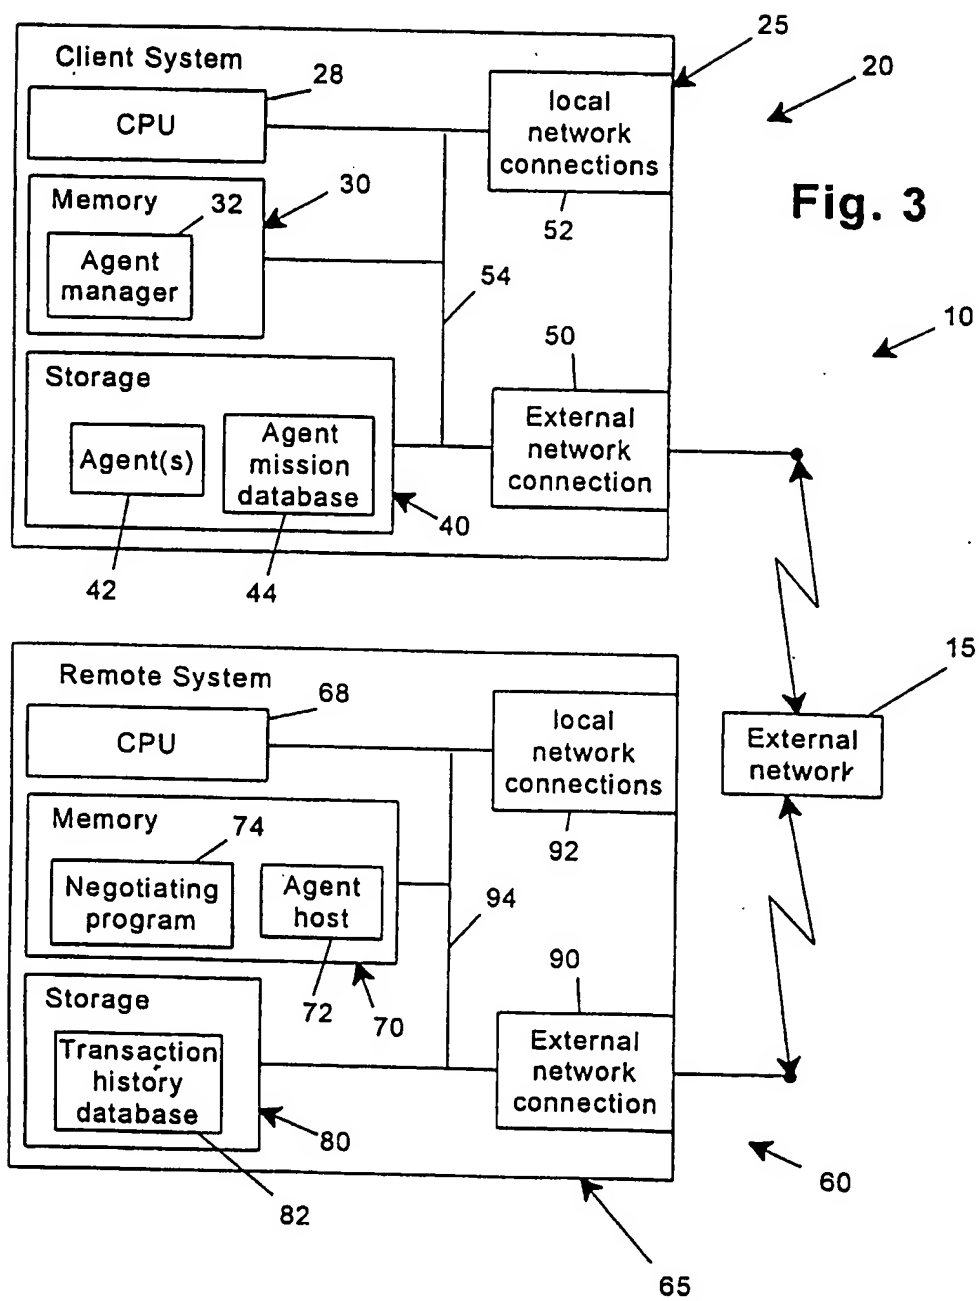 Client System
25
20
28
CPU
local
network
connections
Fig. 3
Memory
32
30
52
Agent
manager
54
10
50
Storage
Agent(s)
Agent
mission
database
External
network
connection
40
42
44
Remote System
15
68
CPU
local
network
connections
External
network
Memory
74
92
Negotiating
program
Agent
host
94
90
72
70
Storage
Transaction
history
database
External
network
connection
80
60
82
65